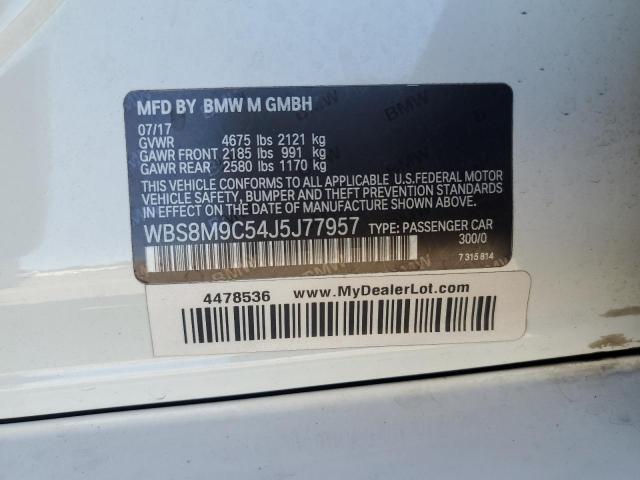 MFD BY BMW M GMBH
07/17
GVWR 4675 lbs 2121 kg
GAWR FRONT 2185 lbs 991 kg
GAWR REAR 2580 lbs 1170 kg
THIS VEHICLE CONFORMS TO ALL APPLICABLE U.S.FEDERAL MOTOR
VEHICLE SAFETY, BUMPER AND THEFT PREVENTION STANDARDS
IN EFFECT ON THE DATE OF MANUFACTURE SHOWN ABOVE.
WBS8M9C54J5J77957 TYPE: PASSENGER CAR
300/0
7 315 814
4478536 www.MyDealerLot.com